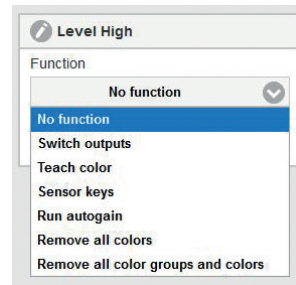 Level High
Function
No function
No function
Switch outputs
Teach color
Sensor keys
Run autogain
Remove all colors
Remove all color groups and colors